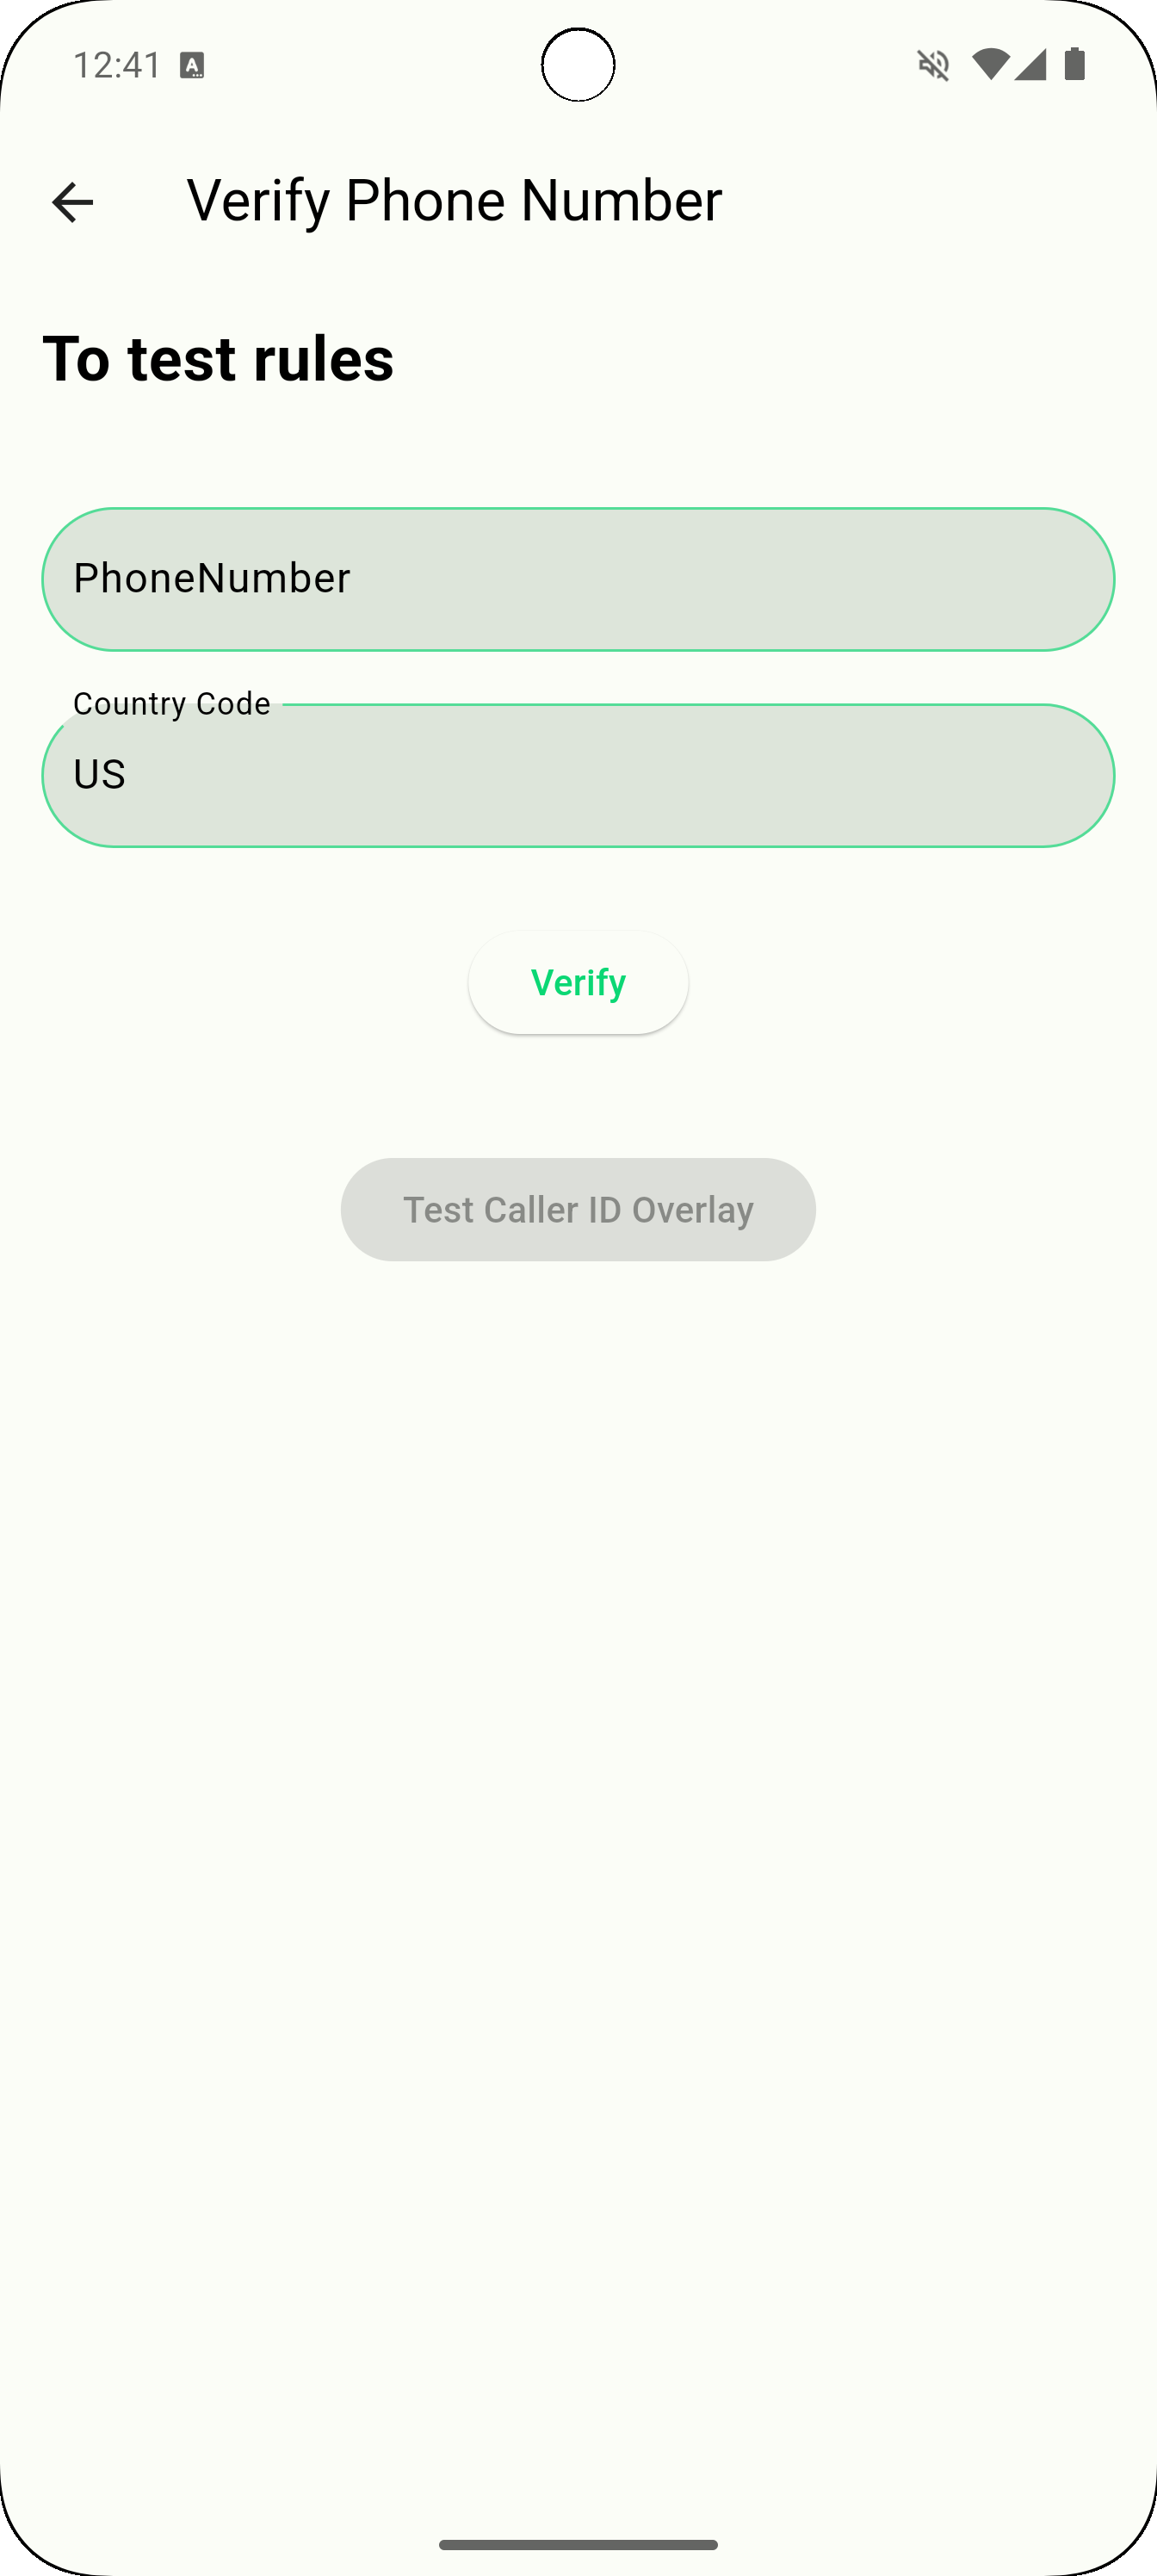 12:41
Verify Phone Number
To test rules
PhoneNumber
Country Code
US
Verify
Test Caller ID Overlay